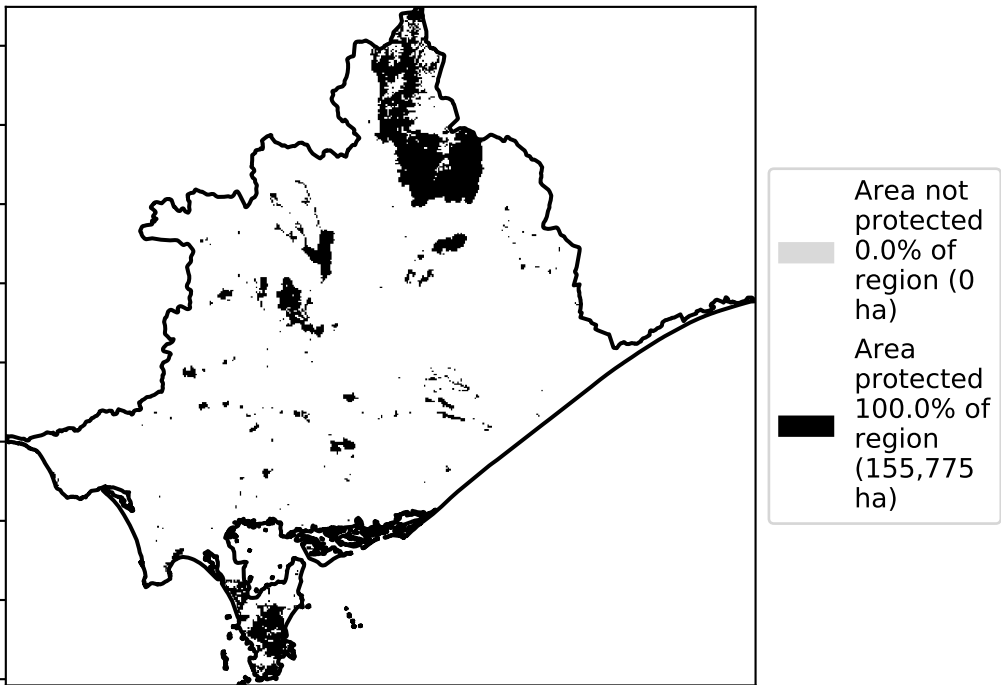 Area not
protected
0.0% of
region (0
ha)
Area
protected
100.0% of
region
(155,775
ha)